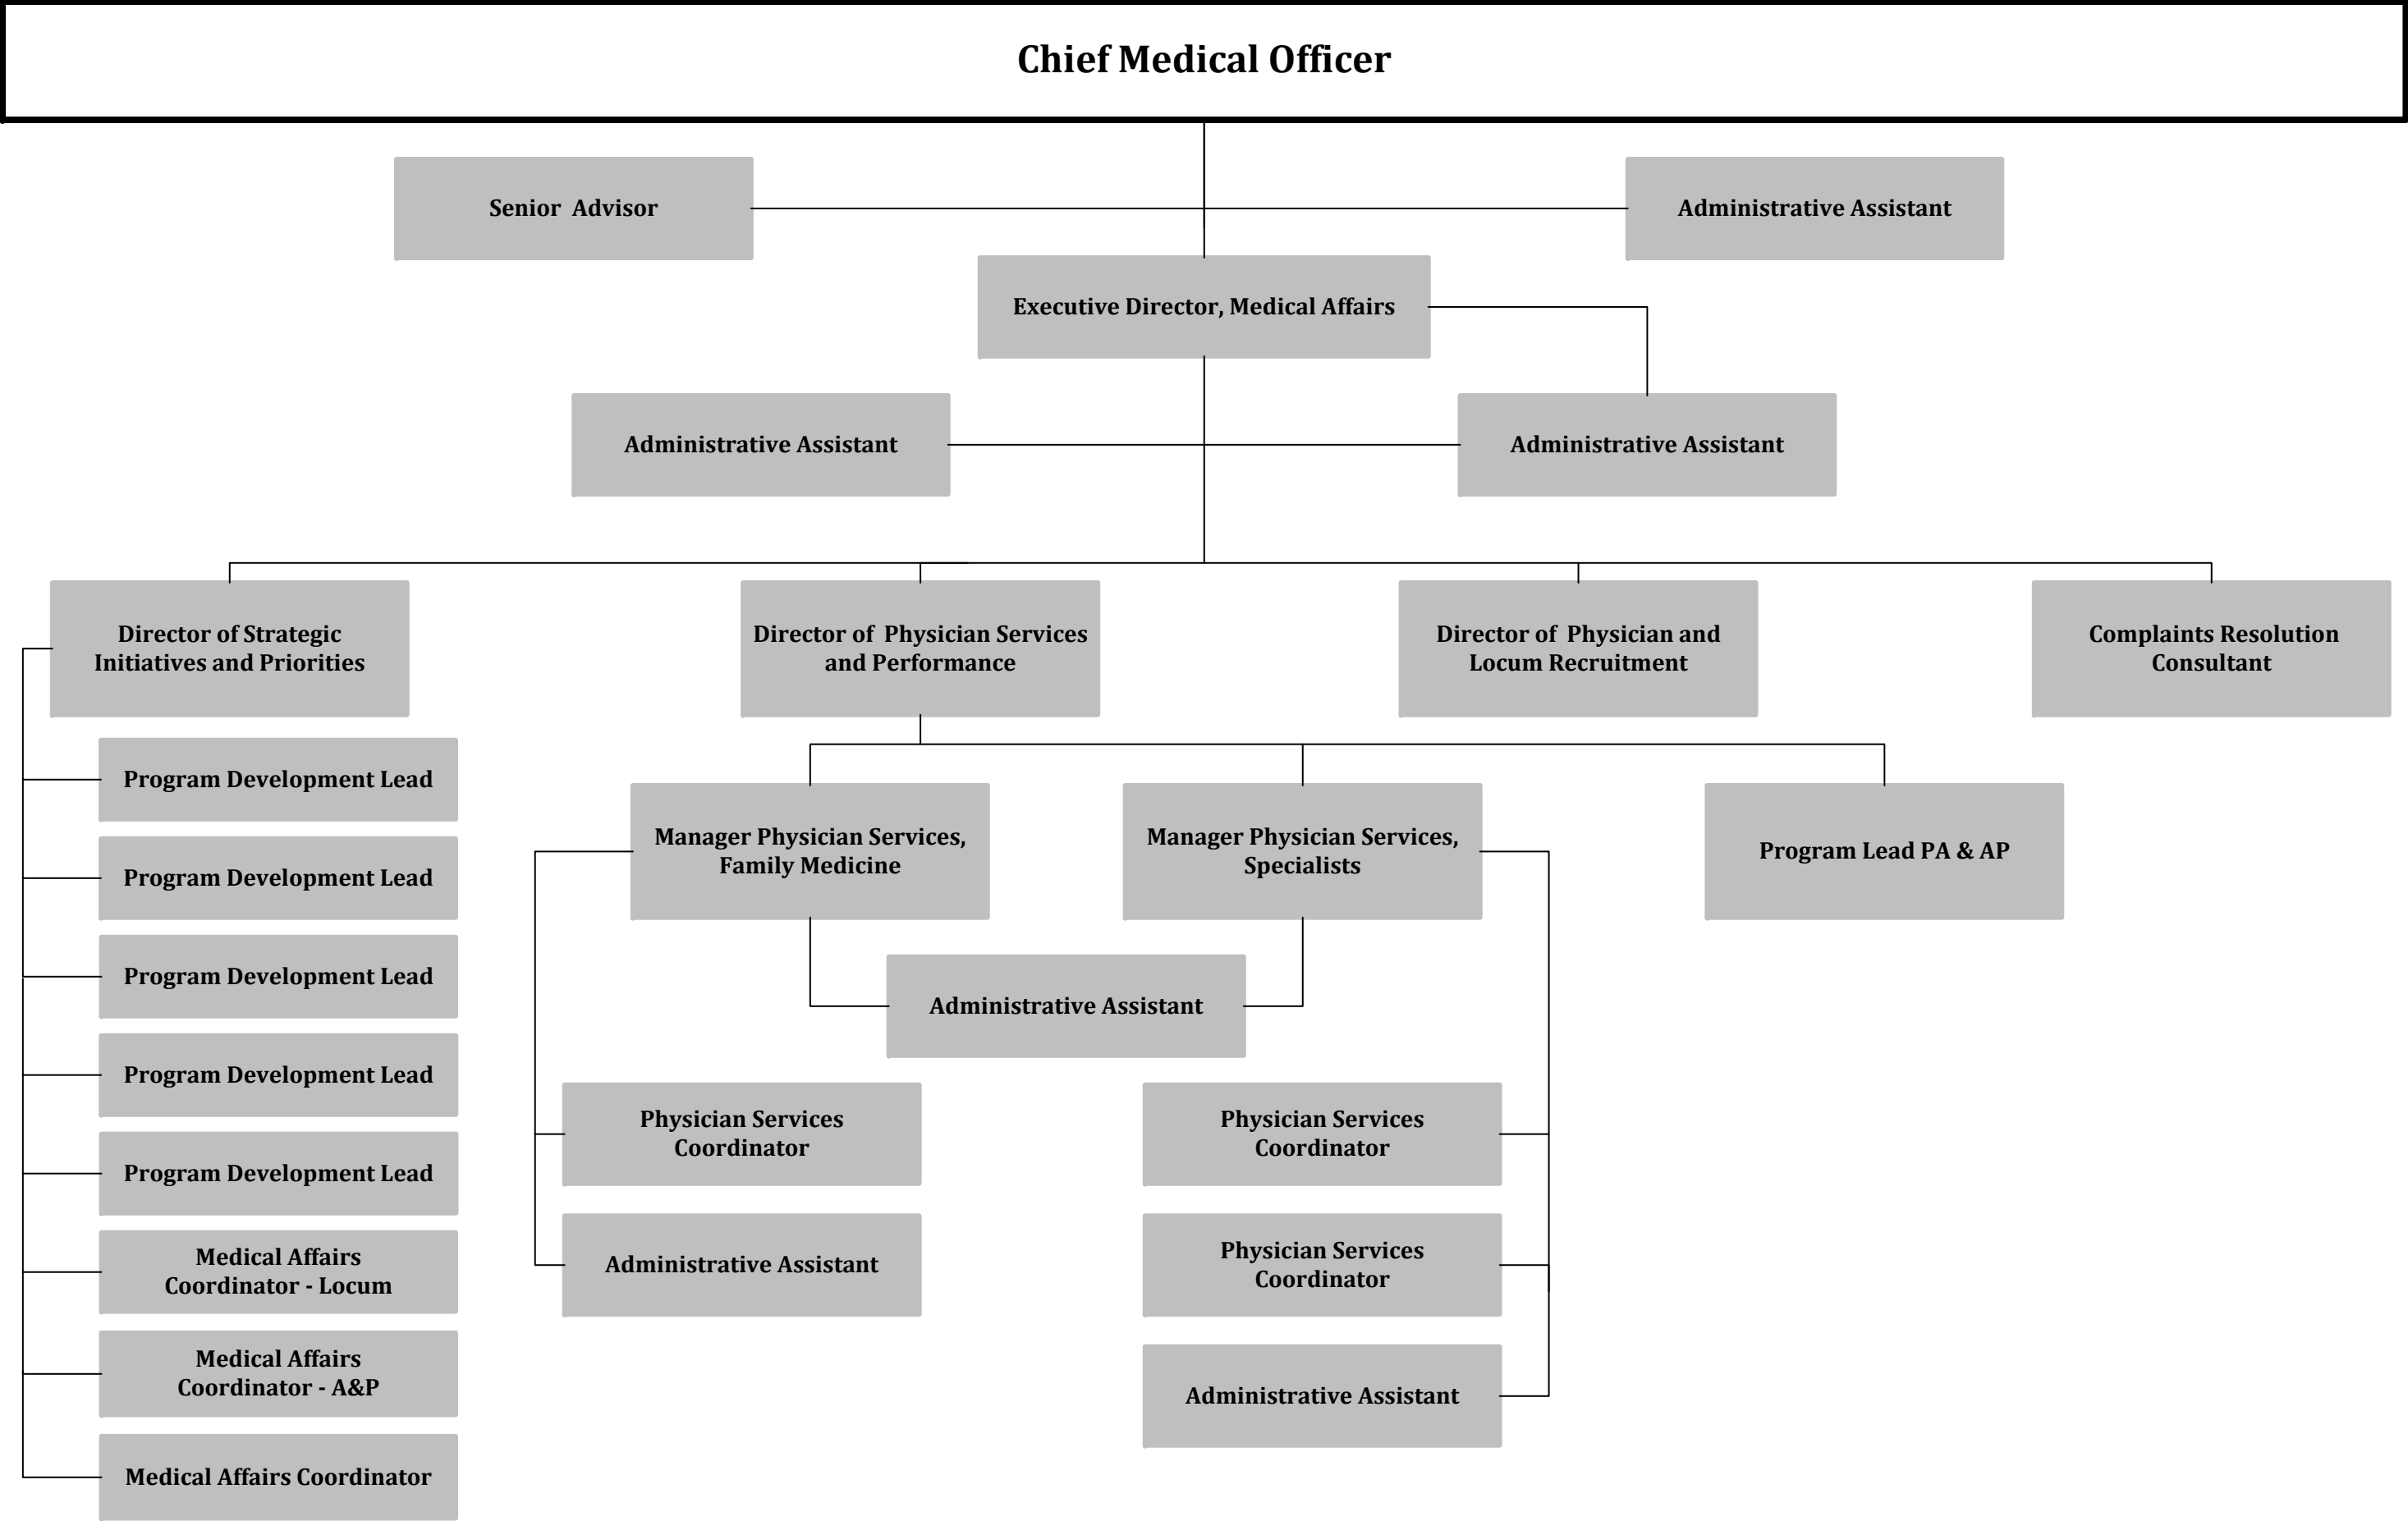 Chief Medical Officer
Senior Advisor
Administrative Assistant
Executive Director, Medical Affairs
Administrative Assistant
Administrative Assistant
Director of Strategic
Initiatives and Priorities
Director of Physician Services
and Performance
Director of Physician and
Locum Recruitment
Complaints Resolution
Consultant
Program Development Lead
Program Development Lead
Program Development Lead
Program Development Lead
Program Development Lead
Medical Affairs
Coordinator - Locum
Medical Affairs
Coordinator - A&P
Medical Affairs Coordinator
Manager Physician Services,
Family Medicine
Manager Physician Services,
Specialists
Program Lead PA & AP
Administrative Assistant
Physician Services
Coordinator
Administrative Assistant
Physician Services
Coordinator
Physician Services
Coordinator
Administrative Assistant